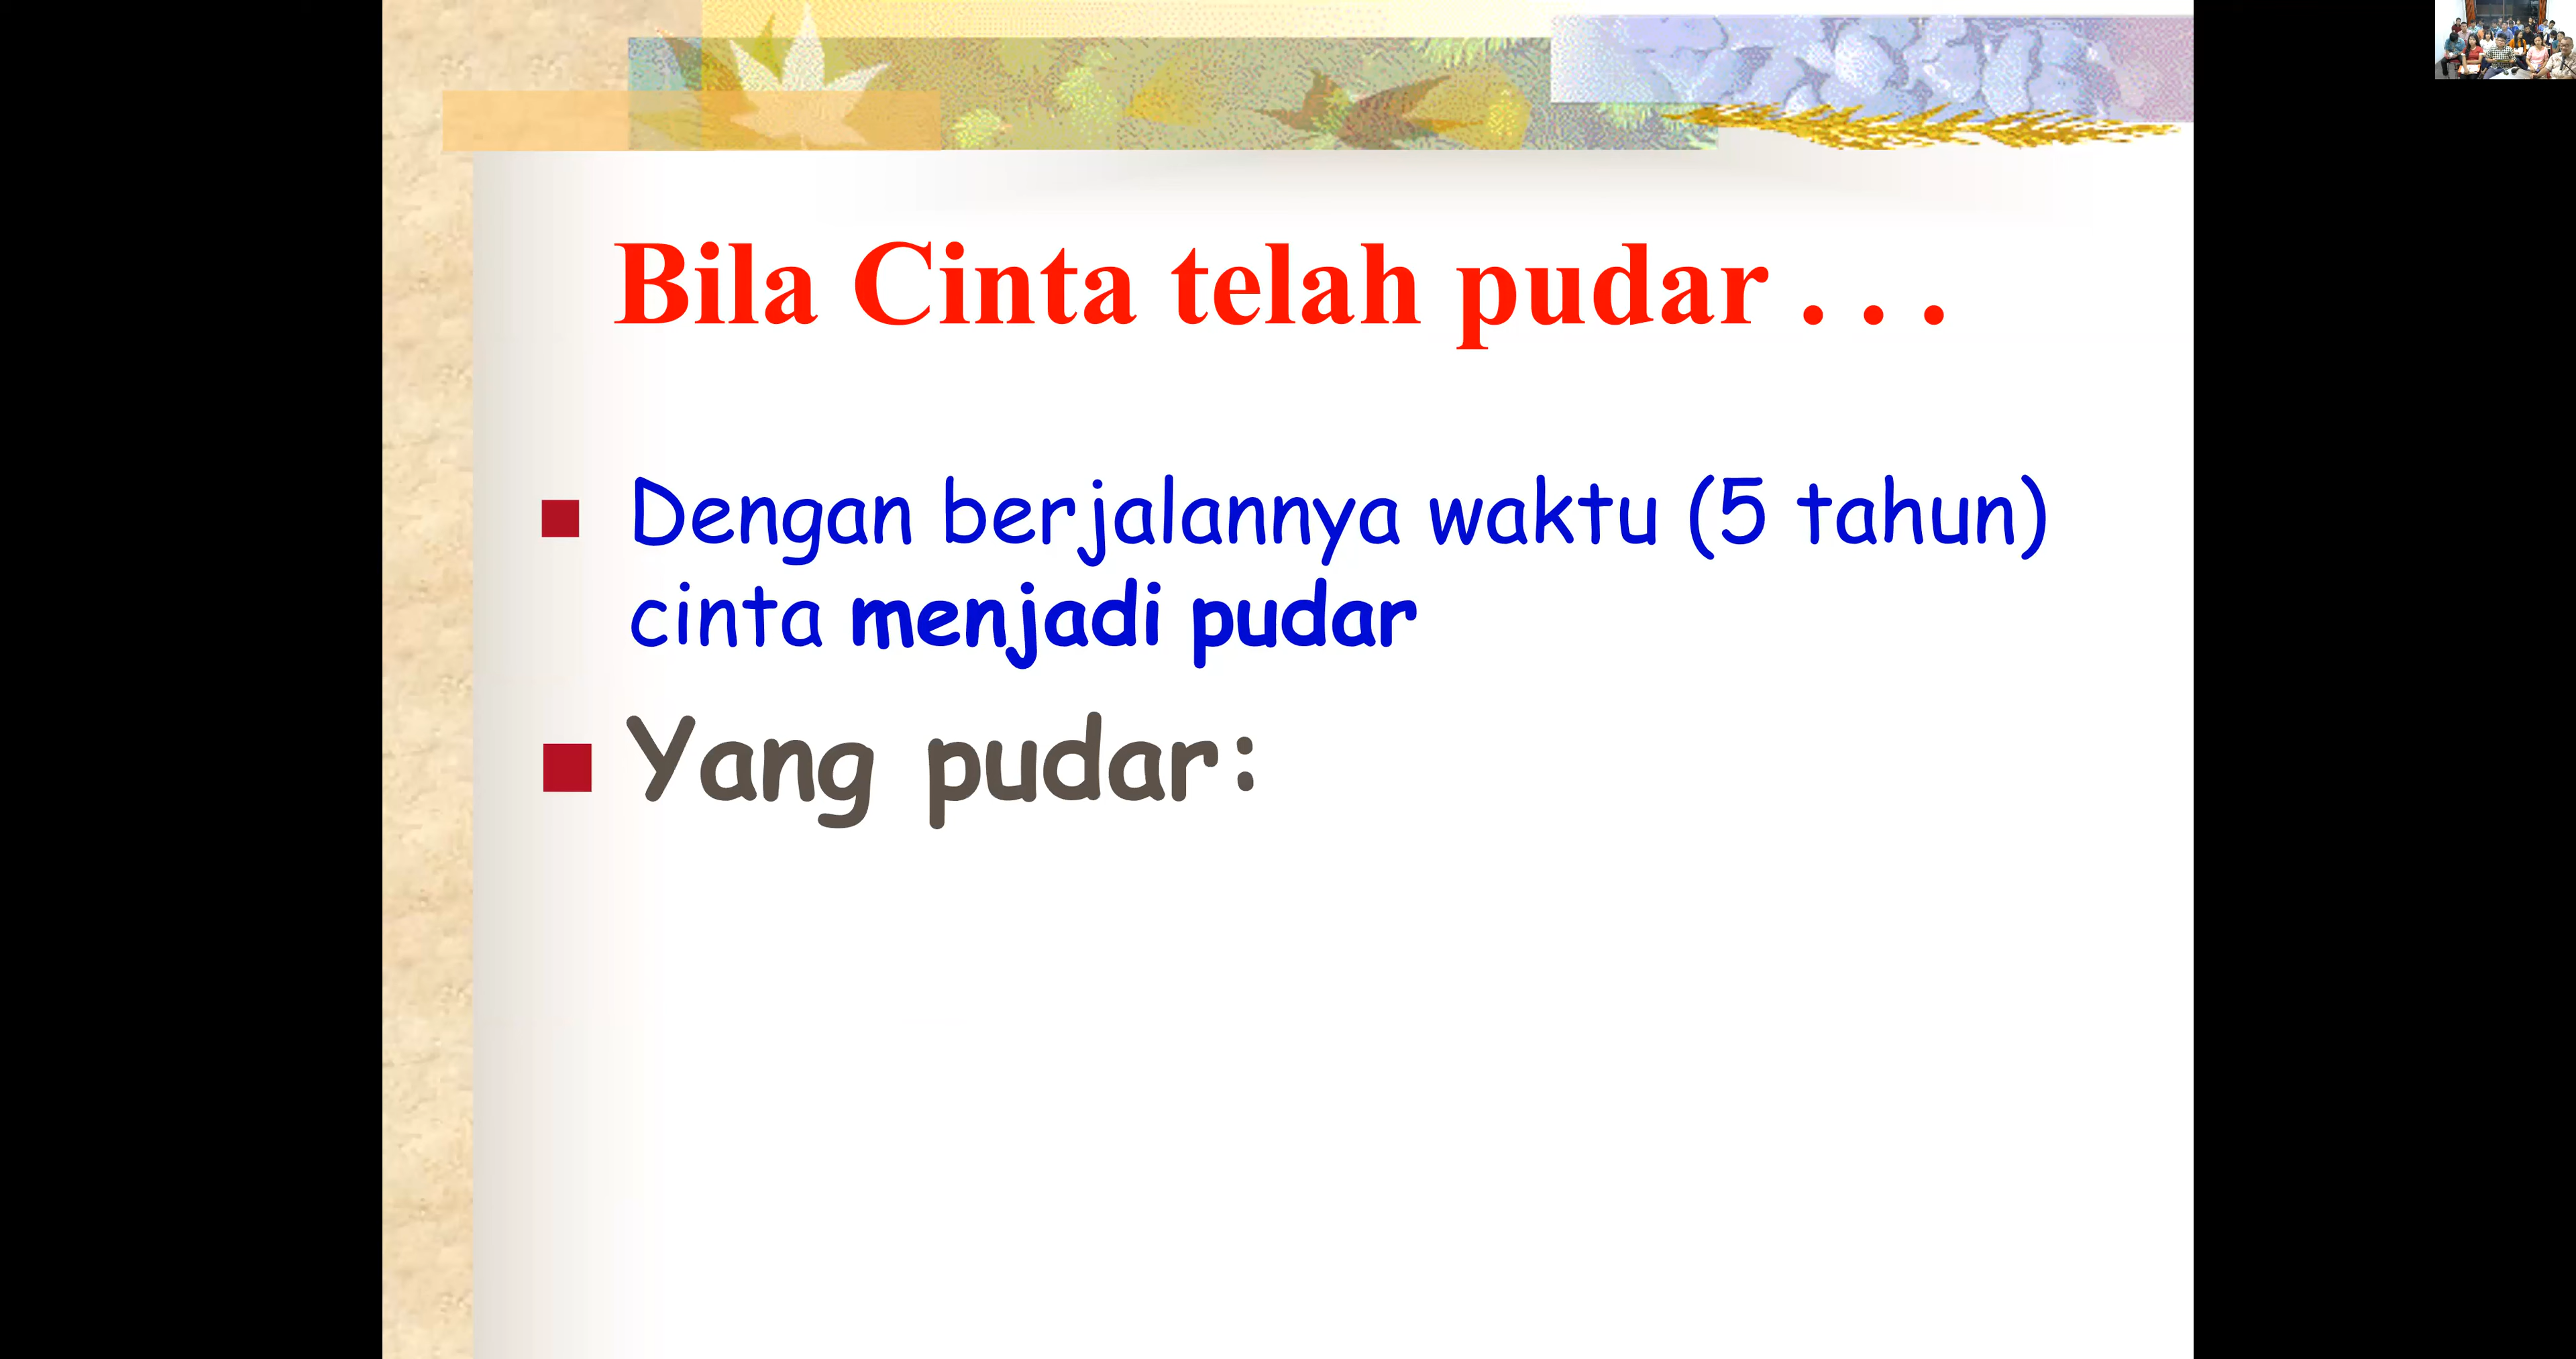 Bila Cinta telah pudar . . .
Dengan berjalannya waktu (5 tahun)
cinta menjadi pudar
Yang pudar: